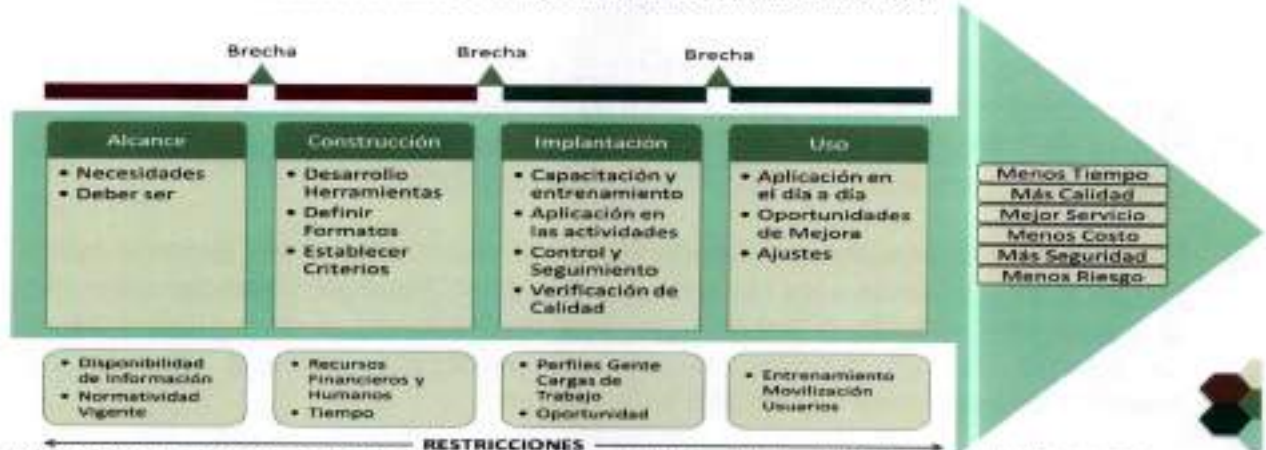 Brecha
Brecha
Brecha
Alcance
• Necesidades
• Deber ser
Construcción
• Desarrollo
Herramientas
• Definir
Formatos
• Establecer
Criterios
Implantación
• Capacitación y
entrenamiento
• Aplicación en
las actividades
• Control y
Seguimiento
• Verificación de
Calidad
Uso
• Aplicación en
el día a día
• Oportunidades
de Mejora
• Ajustes
Menos Tiempo
Más Calidad
Mejor Servicio
Menos Costo
Más Seguridad
Menos Riesgo
• Disponibilidad
de Información
• Normatividad
Vigente
• Recursos
Financieros y
Humanos
• Tiempo
• Perfiles Gente
Cargas de
Trabajo
• Oportunidad
• Entrenamiento
Movilización
Usuarios
RESTRICCIONES